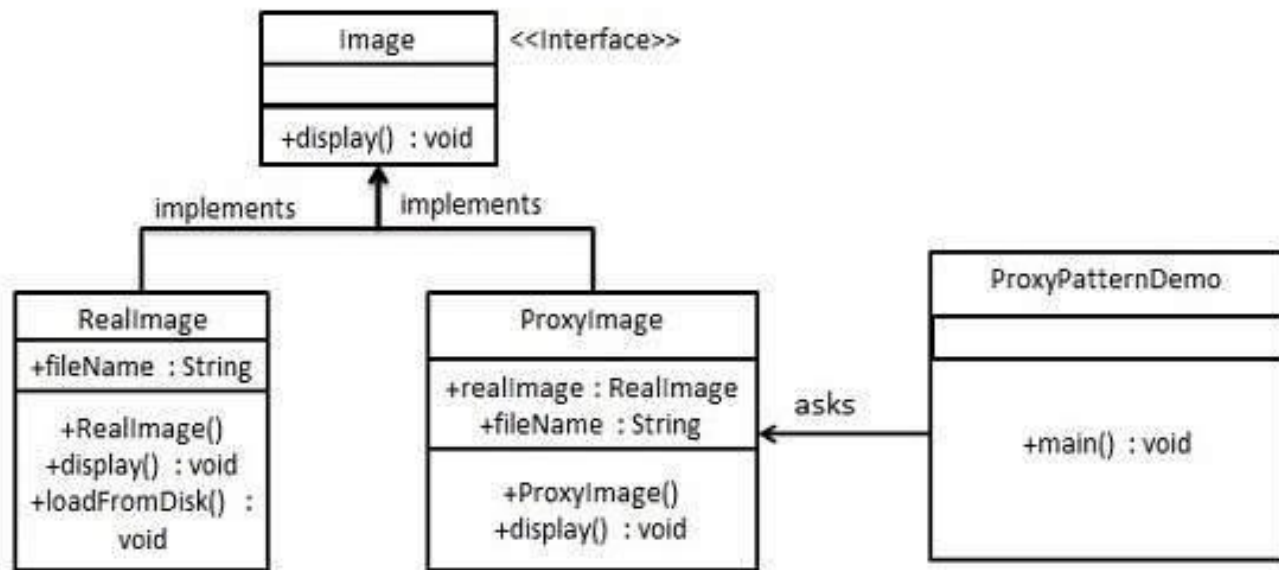 Image
<<Interface>>
+display() : void
implements
implements
RealImage
+fileName : String
+RealImage()
+display() : void
+loadFromDisk() :
void
ProxyImage
+realImage : RealImage
+fileName : String
+ProxyImage()
+display() : void
asks
ProxyPatternDemo
+main() : void